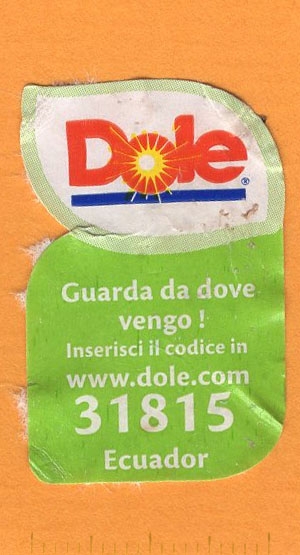 Dole®
Guarda da dove
vengo !
Inserisci il codice in
www.dole.com
31815
Ecuador